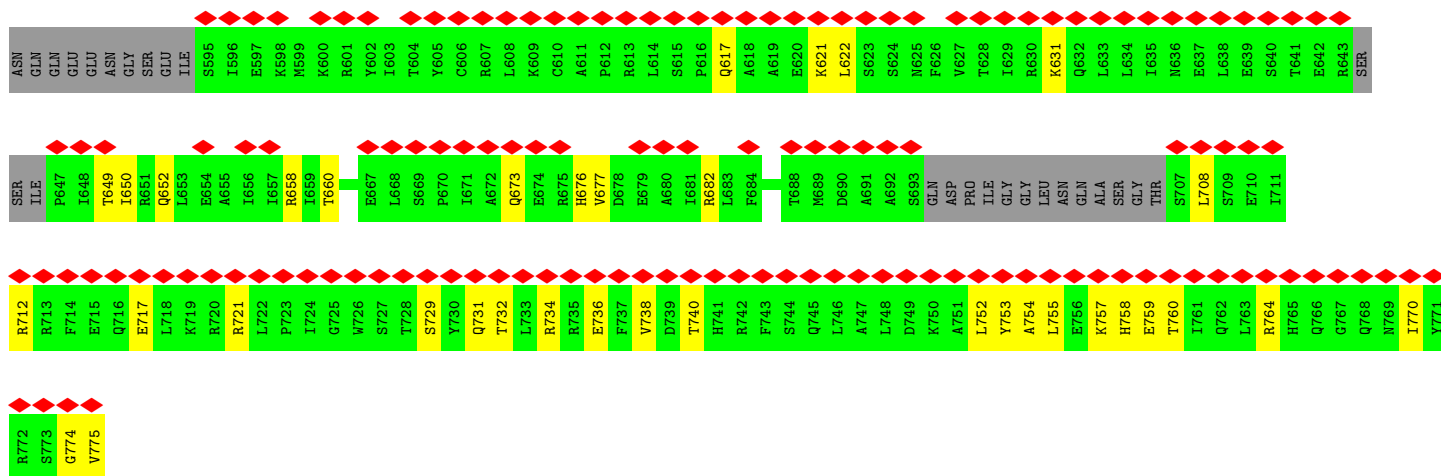 ASN GLN GLN GLU GLU ASN GLY SER GLU ILE S595 I596 E597 K598 M599 K600 R601 Y602 I603 T604 Y605 C606 R607 L608 K609 C610 A611 P612 R613 L614 S615 P616 Q617 A618 A619 E620 K621 L622 S623 S624 N625 F626 V627 T628 I629 R630 K631 Q632 L633 L634 I635 N636 E637 L638 E639 S640 T641 E642 R643 SER
SER ILE P647 I648 T649 I650 R651 Q652 L653 E654 A655 I656 I657 R658 I659 T660 E667 L668 S669 P670 I671 A672 Q673 E674 R675 H676 V677 D678 E679 A680 I681 R682 L683 F684 T688 M689 D690 A691 A692 S693 GLN ASP PRO ILE GLY GLY LEU ASN GLN ALA SER GLY THR S707 L708 S709 E710 I711
R712 R713 F714 E715 Q716 E717 L718 K719 R720 R721 L722 P723 I724 G725 W726 S727 T728 S729 Y730 Q731 T732 L733 R734 R735 E736 F737 V738 D739 T740 H741 R742 F743 S744 Q745 L746 A747 L748 D749 K750 A751 L752 Y753 A754 L755 E756 K757 H758 E759 T760 I761 Q762 L763 R764 H765 Q766 G767 Q768 N769 I770 Y771
R772 S773 G774 V775